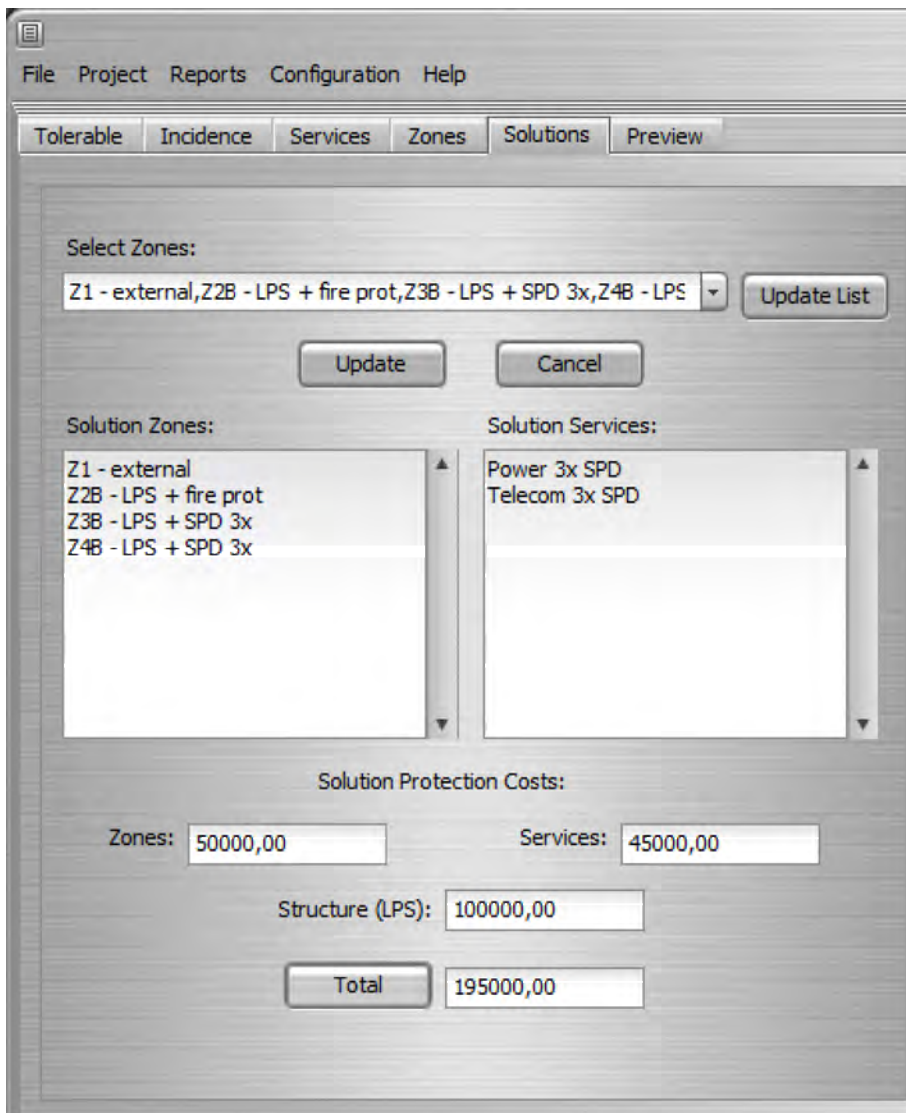 File Project Reports Configuration Help
Tolerable Incidence Services Zones Solutions Preview
Select Zones:
Z1 - external,Z2B - LPS + fire prot,Z3B - LPS + SPD 3x,Z4B - LPS
Update List
Update Cancel
Solution Zones:
Z1 - external
Z2B - LPS + fire prot
Z3B - LPS + SPD 3x
Z4B - LPS + SPD 3x
Solution Services:
Power 3x SPD
Telecom 3x SPD
Solution Protection Costs:
Zones: 50000,00 Services: 45000,00
Structure (LPS): 100000,00
Total 195000,00